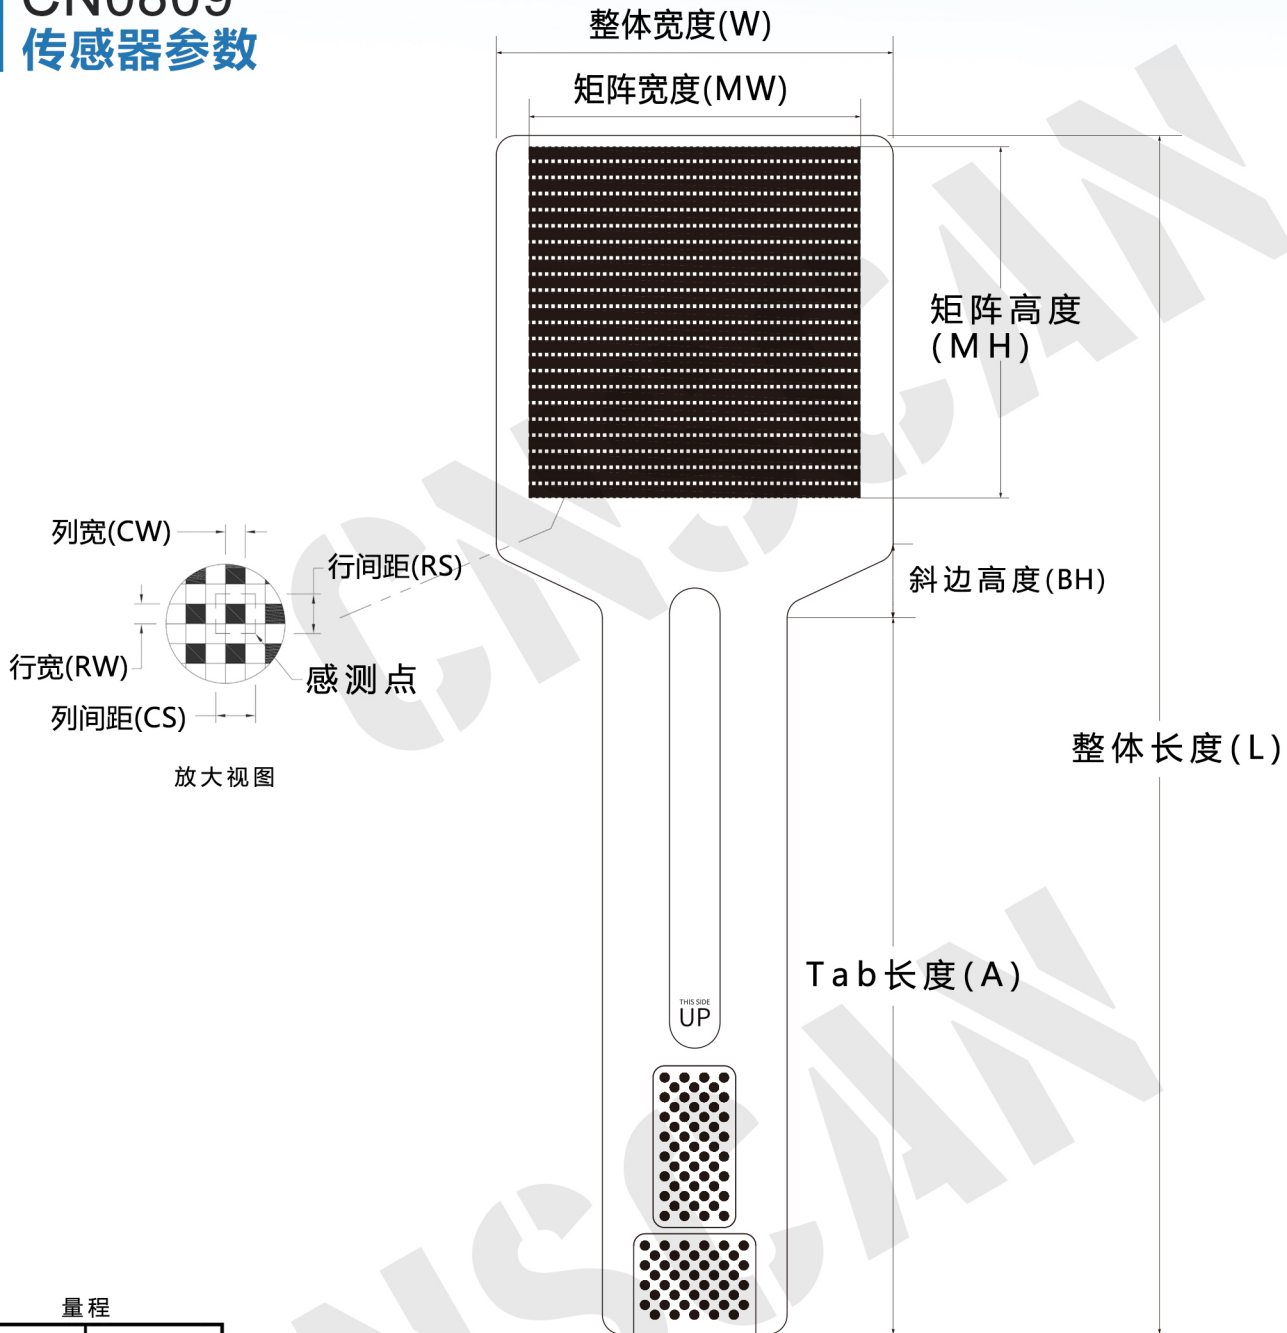 CN0809
传感器参数
整体宽度(W)
矩阵宽度(MW)
矩阵高度
(MH)
列宽(CW)
行间距(RS)
斜边高度(BH)
行宽(RW)
感测点
列间距(CS)
整体长度(L)
放大视图
Tab长度(A)
THIS SIDE
UP
量程
CNSCAN
NSCAN